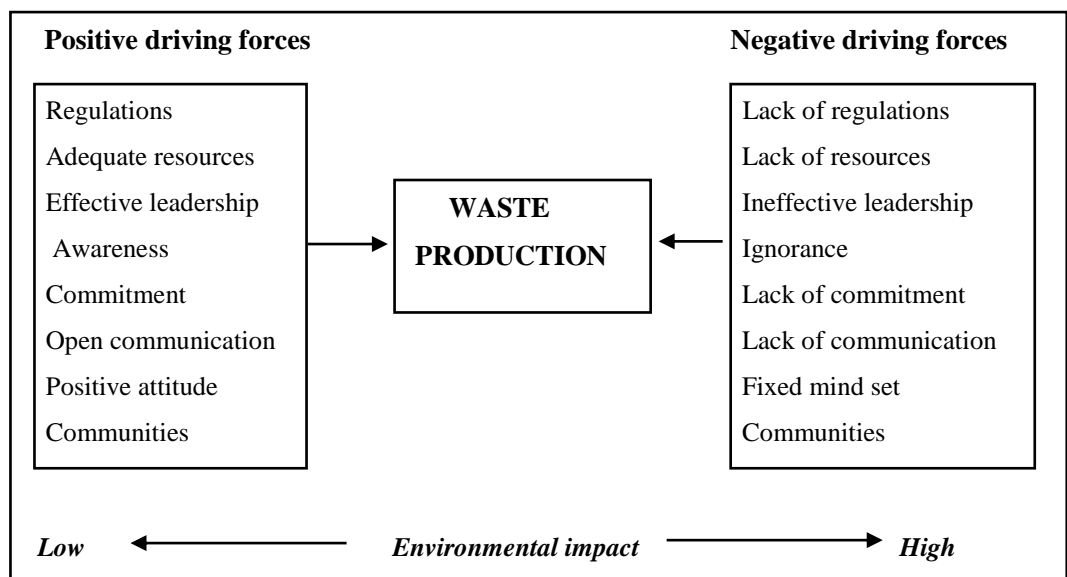 Positive driving forces
Negative driving forces
Regulations
Adequate resources
Effective leadership
Awareness
Commitment
Open communication
Positive attitude
Communities
WASTE
PRODUCTION
Lack of regulations
Lack of resources
Ineffective leadership
Ignorance
Lack of commitment
Lack of communication
Fixed mind set
Communities
Low
Environmental impact
High